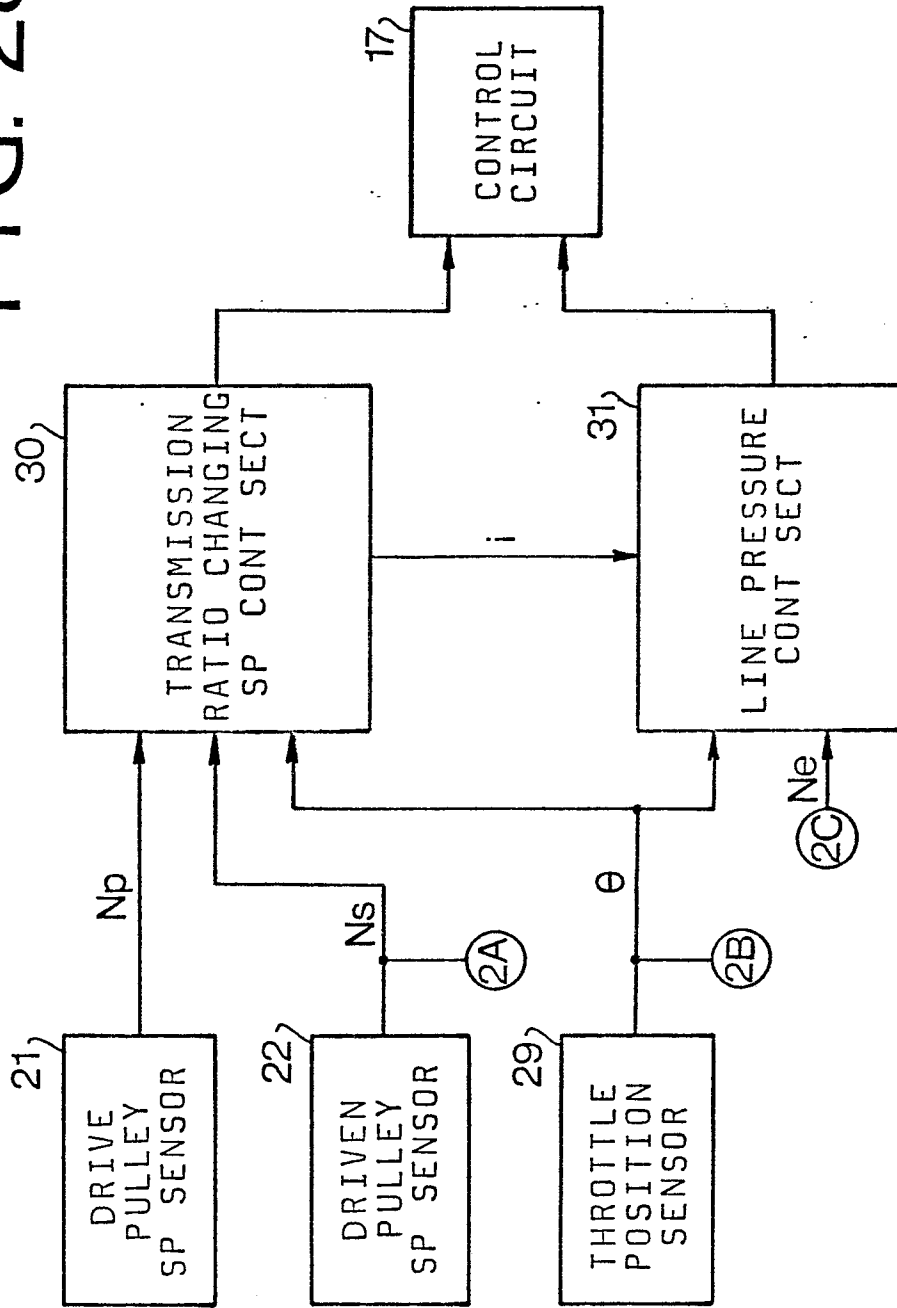 FIG. 2
21
DRIVE
PULLEY
SP SENSOR
Np
22
DRIVEN
PULLEY
SP SENSOR
Ns
2A
29
THROTTLE
POSITION
SENSOR
θ
2B
30
TRANSMISSION
RATIO CHANGING
SP CONT SECT
i
31
LINE PRESSURE
CONT SECT
Ne
2C
17
CONTROL
CIRCUIT